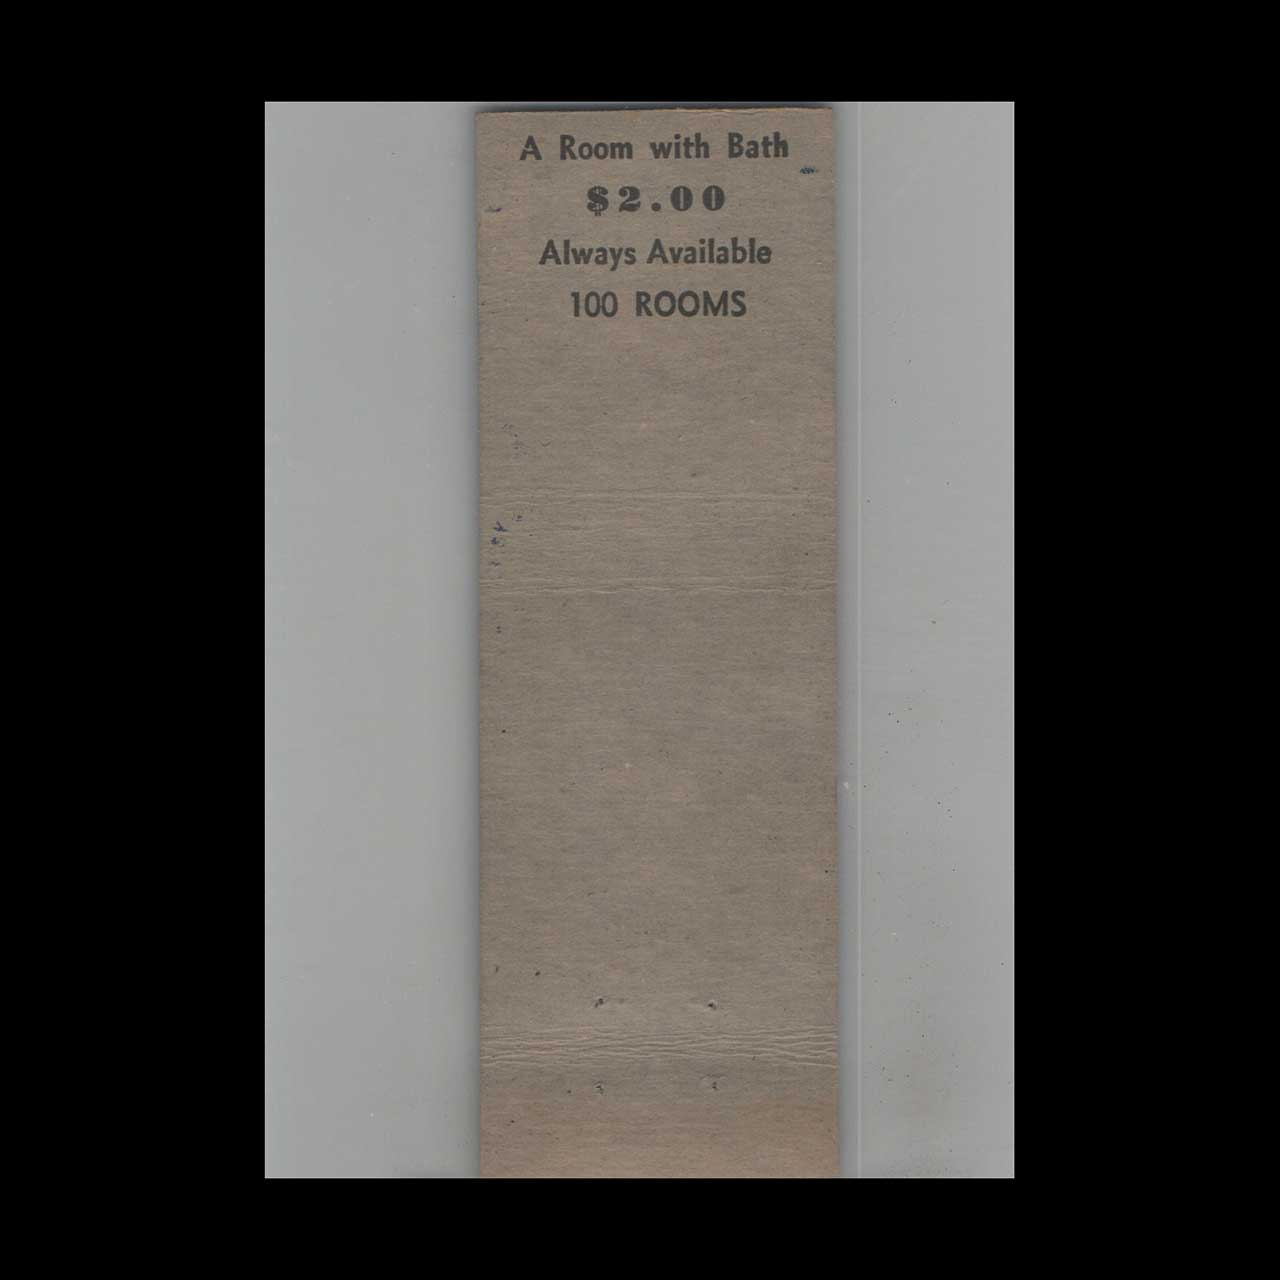 A Room with Bath
$2.00
Always Available
100 ROOMS